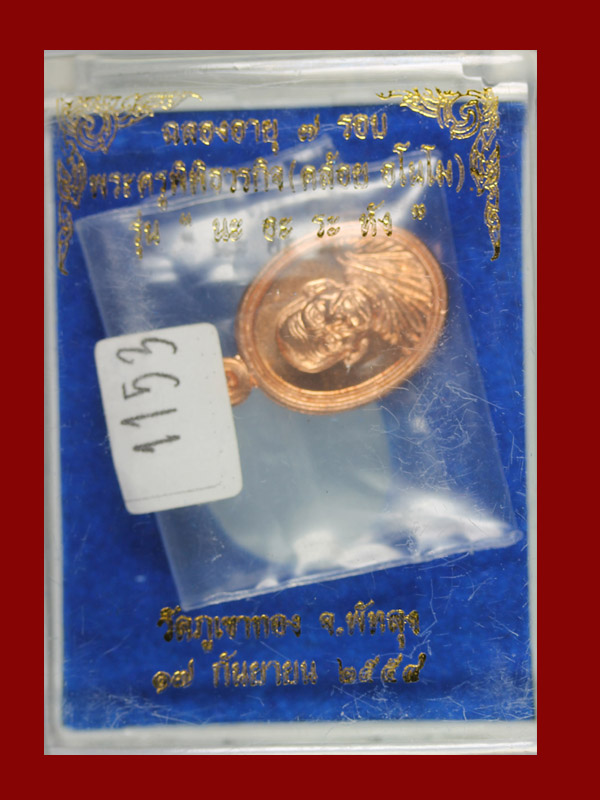 ฉลองอายุ ๗ รอบ
พระครูพิพิธวรกิจ(คล้อย อโนโม)
รุ่น " นะ อะ ระ หัง "
1153
วัดภูเขาทอง จ.พัทลุง
๑๗ กันยายน ๒๕๕๔